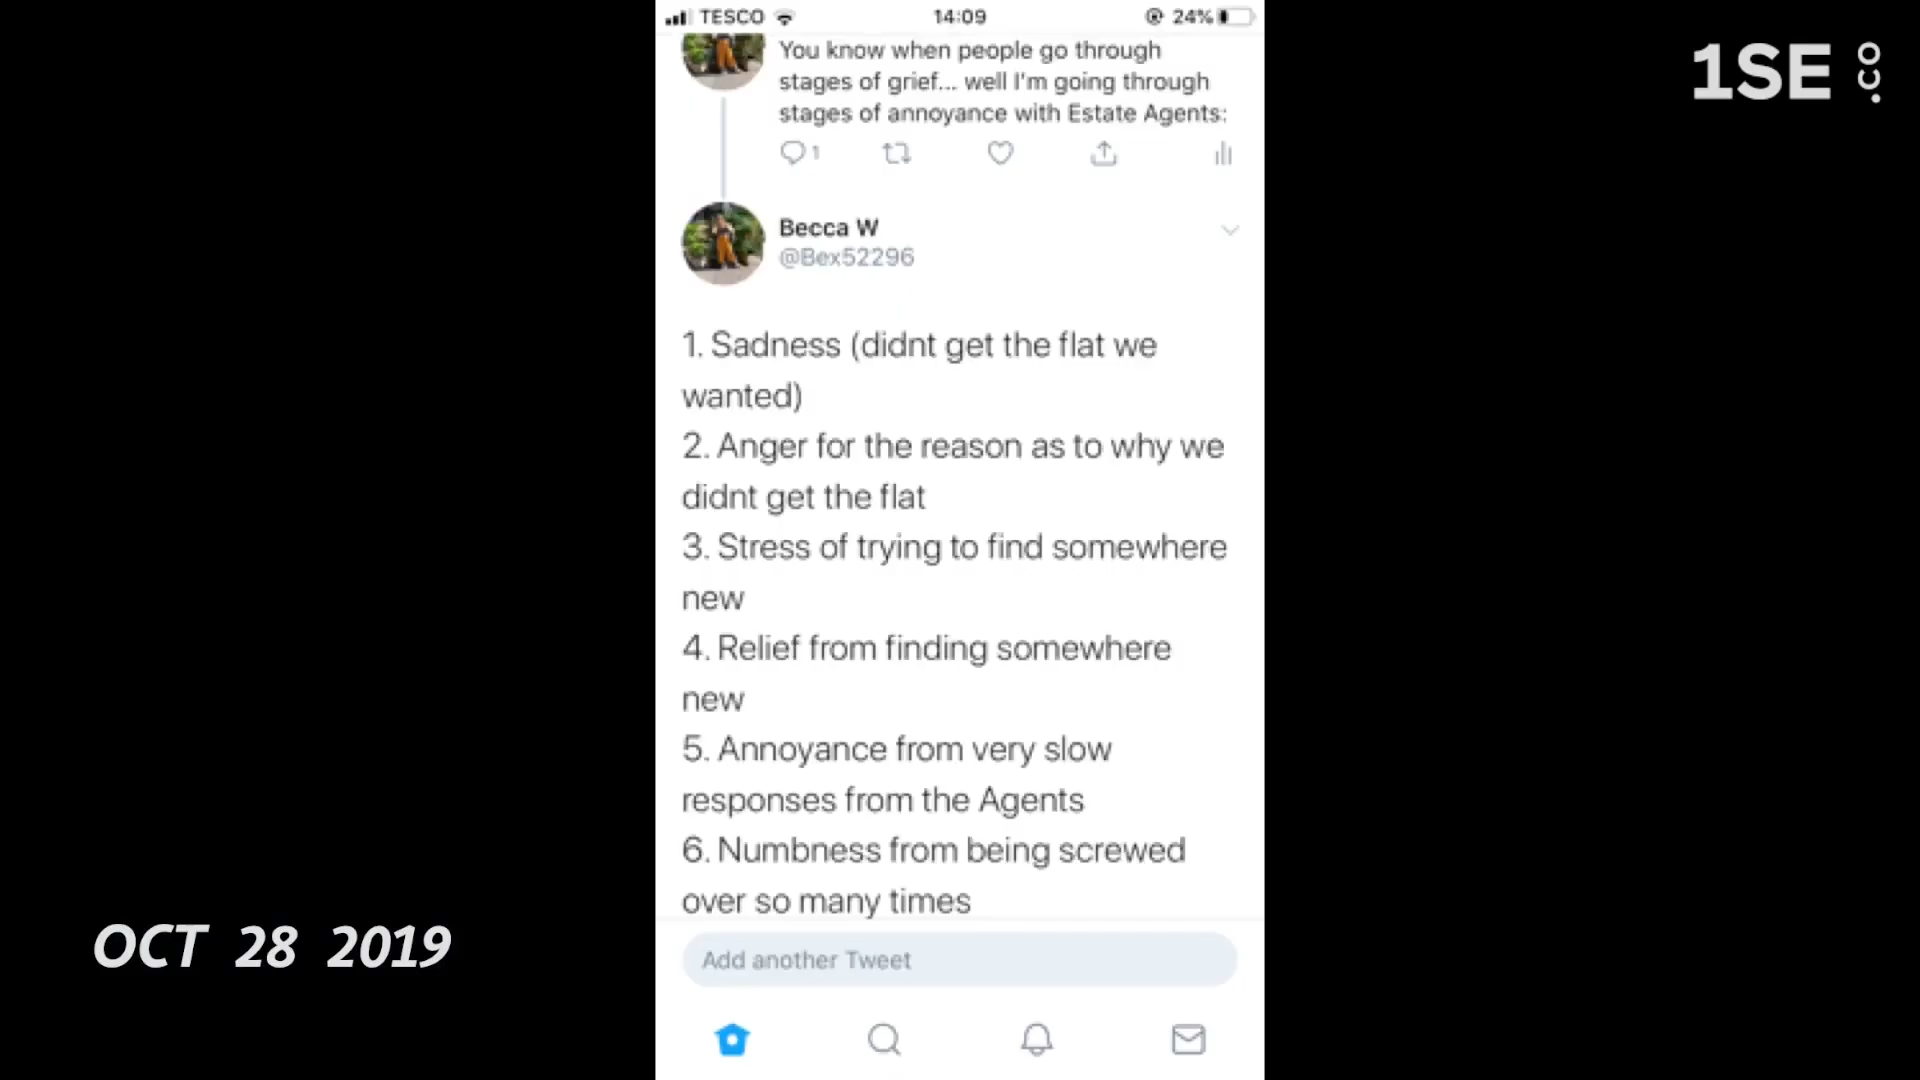 TESCO 14:09 24%
1SE .CO
You know when people go through
stages of grief... well I'm going through
stages of annoyance with Estate Agents:
1
Becca W
@Bex52296
1. Sadness (didnt get the flat we
wanted)
2. Anger for the reason as to why we
didnt get the flat
3. Stress of trying to find somewhere
new
4. Relief from finding somewhere
new
5. Annoyance from very slow
responses from the Agents
6. Numbness from being screwed
over so many times
OCT 28 2019
Add another Tweet